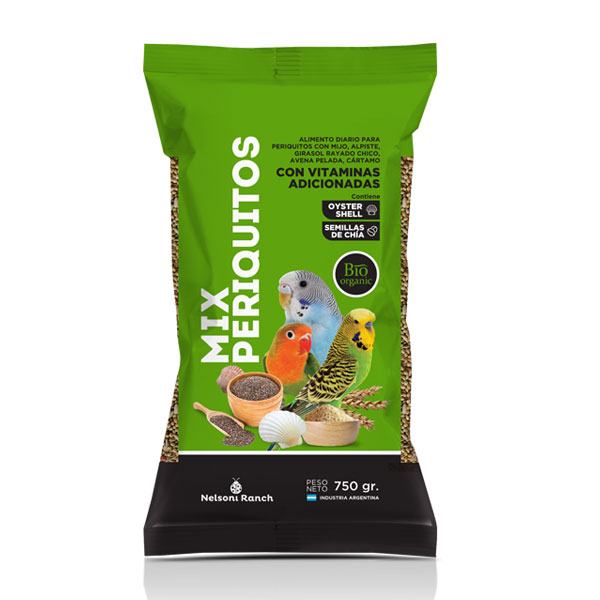 MIX
PERIQUITOS
ALIMENTO DIARIO PARA
PERIQUITOS CON MIJO, ALPISTE,
GIRASOL RAYADO CHICO,
AVENA PELADA, CÁRTAMO
CON VITAMINAS
ADICIONADAS
Contiene
OYSTER
SHELL
SEMILLAS
DE CHÍA
Bio
organic
Nelsoni Ranch
PESO
NETO
750 gr.
INDUSTRIA ARGENTINA